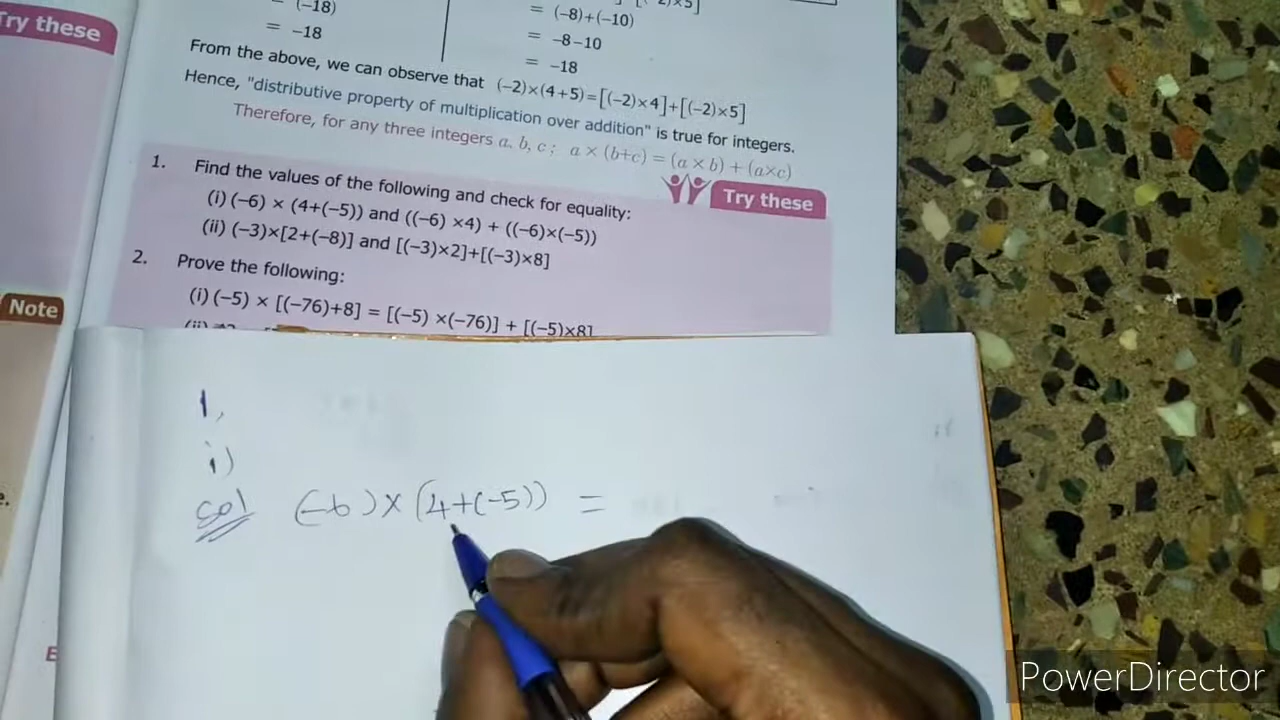 Try these
= (-18)
= -18
= (-8)+(-10)
= -8-10
= -18
From the above, we can observe that (-2)×(4+5)=[(-2)×4]+[(-2)×5]
Hence, "distributive property of multiplication over addition" is true for integers.
Therefore, for any three integers a, b, c ; a × (b+c) = (a × b) + (a×c)
Try these
1. Find the values of the following and check for equality:
(i) (-6) × (4+(-5)) and ((-6) ×4) + ((-6)×(-5))
(ii) (-3)×[2+(-8)] and [(-3)×2]+[(-3)×8]
2. Prove the following:
(i) (-5) × [(-76)+8] = [(-5) ×(-76)] + [(-5)×8]
Note
1,
i)
sol (-6)×(4+(-5)) =
E
PowerDirector